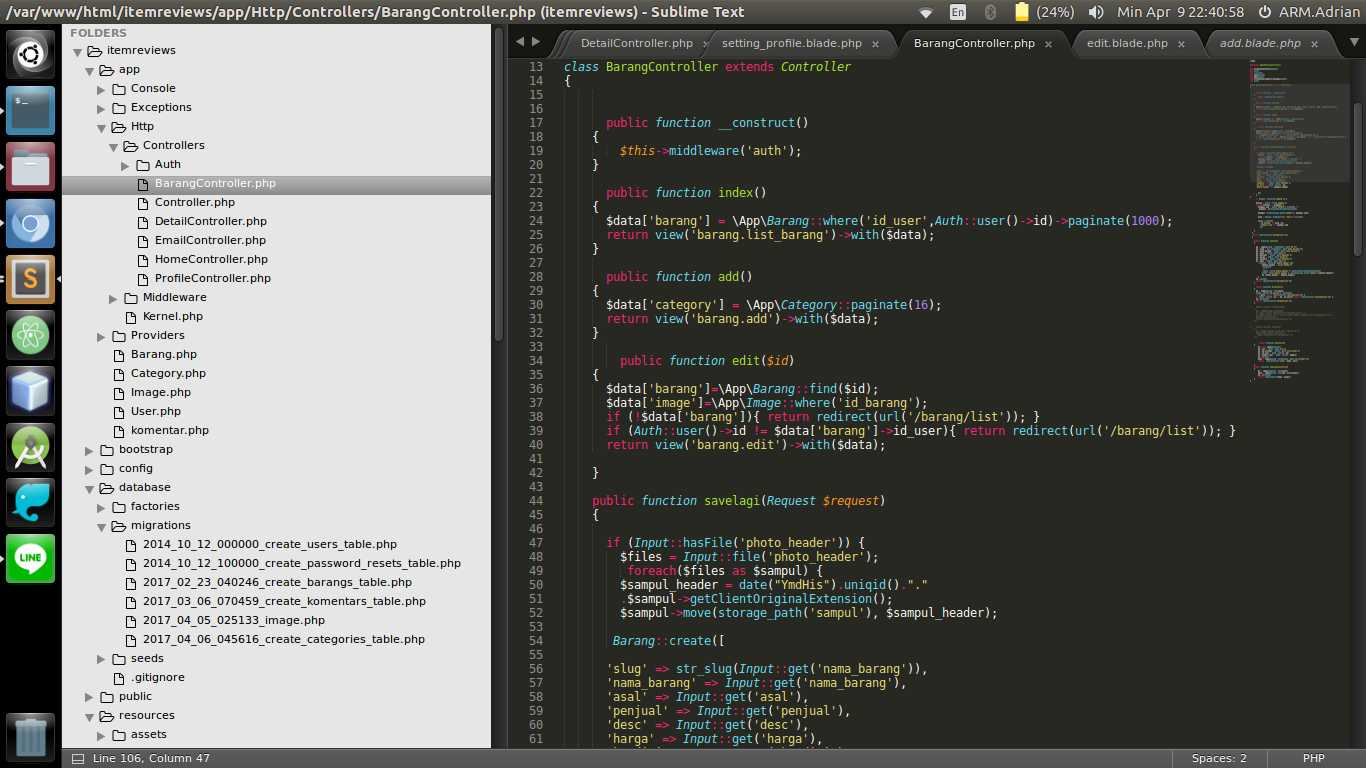 /var/www/html/itemreviews/app/Http/Controllers/BarangController.php (itemreviews) - Sublime Text
En
(24%)
Min Apr 9 22:40:58
ARM.Adrian
FOLDERS
itemreviews
app
Console
Exceptions
Http
Controllers
Auth
BarangController.php
Controller.php
DetailController.php
EmailController.php
HomeController.php
ProfileController.php
Middleware
Kernel.php
Providers
Barang.php
Category.php
Image.php
User.php
komentar.php
bootstrap
config
database
factories
migrations
2014_10_12_000000_create_users_table.php
2014_10_12_100000_create_password_resets_table.php
2017_02_23_040246_create_barangs_table.php
2017_03_06_070459_create_komentars_table.php
2017_04_05_025133_image.php
2017_04_06_045616_create_categories_table.php
seeds
.gitignore
public
resources
assets
S
LINE
DetailController.php ×
setting_profile.blade.php ×
BarangController.php ×
edit.blade.php ×
add.blade.php ×
13 class BarangController extends Controller
14 {
15
16
17 public function __construct()
18 {
19 $this->middleware('auth');
20 }
21
22 public function index()
23 {
24 $data['barang'] = \App\Barang::where('id_user',Auth::user()->id)->paginate(1000);
25 return view('barang.list_barang')->with($data);
26 }
27
28 public function add()
29 {
30 $data['category'] = \App\Category::paginate(16);
31 return view('barang.add')->with($data);
32 }
33
34 public function edit($id)
35 {
36 $data['barang']=\App\Barang::find($id);
37 $data['image']=\App\Image::where('id_barang');
38 if (!$data['barang']){ return redirect(url('/barang/list')); }
39 if (Auth::user()->id != $data['barang']->id_user){ return redirect(url('/barang/list')); }
40 return view('barang.edit')->with($data);
41
42 }
43
44 public function savelagi(Request $request)
45 {
46
47 if (Input::hasFile('photo_header')) {
48 $files = Input::file('photo_header');
49 foreach($files as $sampul) {
50 $sampul_header = date("YmdHis").uniqid()."."
51 .$sampul->getClientOriginalExtension();
52 $sampul->move(storage_path('sampul'), $sampul_header);
53
54 Barang::create([
55
56 'slug' => str_slug(Input::get('nama_barang')),
57 'nama_barang' => Input::get('nama_barang'),
58 'asal' => Input::get('asal'),
59 'penjual' => Input::get('penjual'),
60 'desc' => Input::get('desc'),
61 'harga' => Input::get('harga'),
Line 106, Column 47
Spaces: 2
PHP